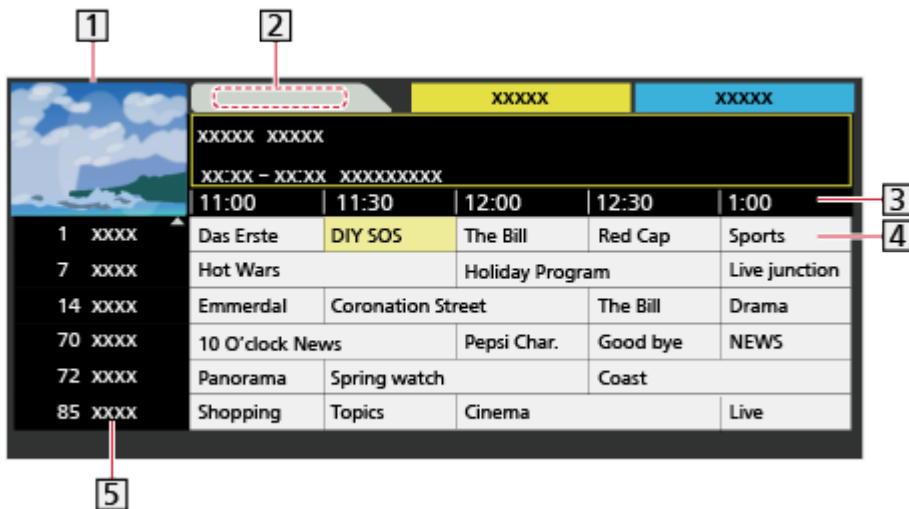 1 2
XXXXX XXXXX
XXXXX XXXXX
XX:XX – XX:XX XXXXXXXXX
11:00 11:30 12:00 12:30 1:00 3
1 XXXX Das Erste DIY SOS The Bill Red Cap Sports 4
7 XXXX Hot Wars Holiday Program Live junction
14 XXXX Emmerdal Coronation Street The Bill Drama
70 XXXX 10 O'clock News Pepsi Char. Good bye NEWS
72 XXXX Panorama Spring watch Coast
85 XXXX Shopping Topics Cinema Live
5